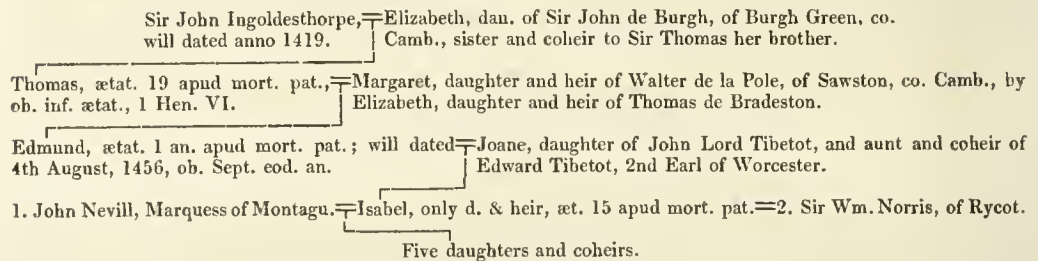 Sir John Ingoldesthorpe,=Elizabeth, dau. of Sir John de Burgh, of Burgh Green, co.
will dated anno 1419. Camb., sister and coheir to Sir Thomas her brother.
Thomas, ætat. 19 apud mort. pat.,=Margaret, daughter and heir of Walter de la Pole, of Sawston, co. Camb., by
ob. inf. ætat., 1 Hen. VI. Elizabeth, daughter and heir of Thomas de Bradeston.
Edmund, ætat. 1 an. apud mort. pat.; will dated=Joane, daughter of John Lord Tibetot, and aunt and coheir of
4th August, 1456, ob. Sept. eod. an. Edward Tibetot, 2nd Earl of Worcester.
1. John Nevill, Marquess of Montagu.=Isabel, only d. & heir, æt. 15 apud mort. pat.=2. Sir Wm. Norris, of Rycot.
Five daughters and coheirs.